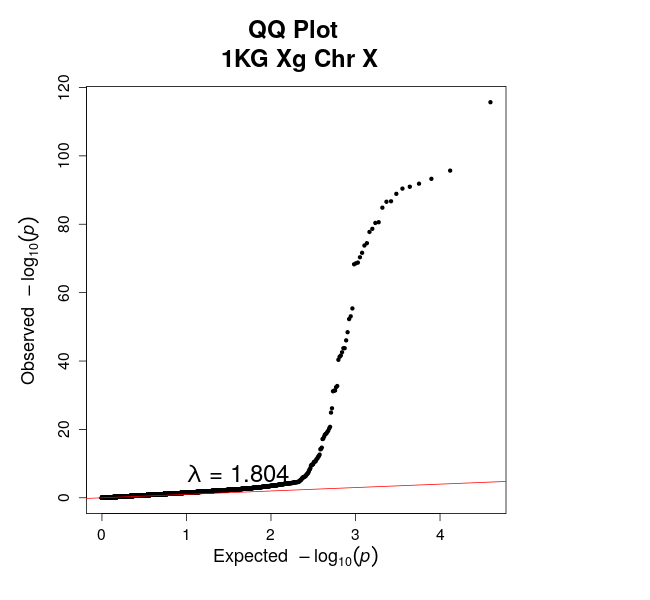 QQ Plot
1KG Xg Chr X
120
100
80
60
40
20
0
Observed −log10(p)
λ = 1.804
0 1 2 3 4
Expected −log10(p)